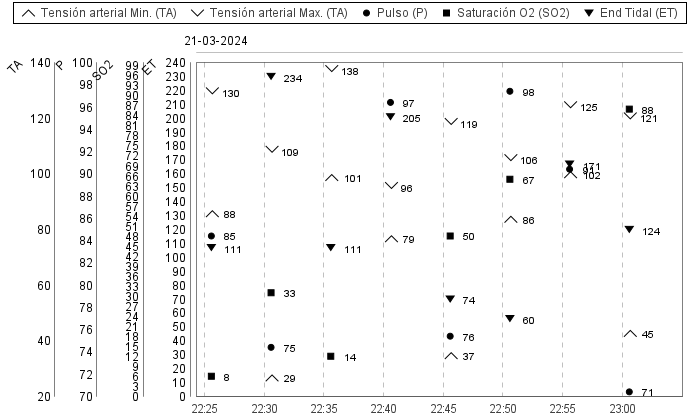 Tensión arterial Min. (TA) Tensión arterial Max. (TA) Pulso (P) Saturación O2 (SO2) End Tidal (ET)
21-03-2024
TA P SO2 ET
140 120 100 80 60 40 20
100 98 96 94 92 90 88 86 84 82 80 78 76 74 72 70
99 96 93 90 87 84 81 78 75 72 69 66 63 60 57 54 51 48 45 42 39 36 33 30 27 24 21 18 15 12 9 6 3 0
240 230 220 210 200 190 180 170 160 150 140 130 120 110 100 90 80 70 60 50 40 30 20 10 0
130 88 85 111 8
234 109 33 75 29
138 101 111 14
97 205 96 79
119 50 74 76 37
98 106 67 86 60
125 171 91 102
88 121 124 45 71
22:25 22:30 22:35 22:40 22:45 22:50 22:55 23:00